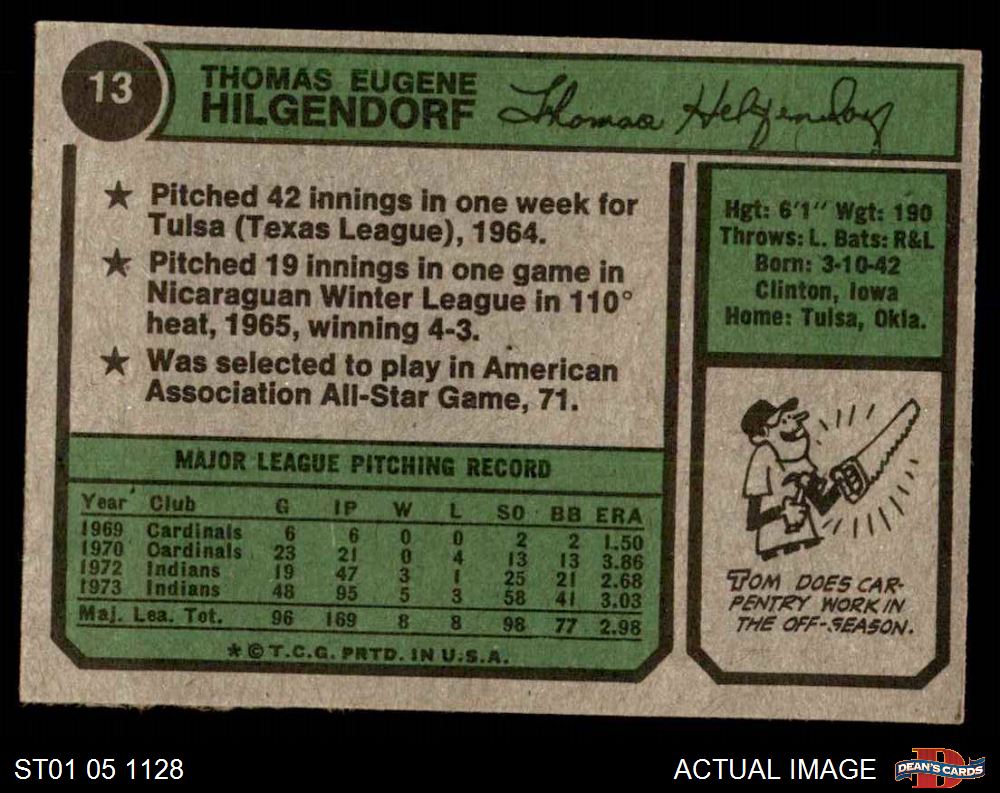 13
THOMAS EUGENE
HILGENDORF
Thomas Hilgendorf
★ Pitched 42 innings in one week for
Tulsa (Texas League), 1964.
★ Pitched 19 innings in one game in
Nicaraguan Winter League in 110°
heat, 1965, winning 4-3.
★ Was selected to play in American
Association All-Star Game, 71.
Hgt: 6'1" Wgt: 190
Throws: L. Bats: R&L
Born: 3-10-42
Clinton, Iowa
Home: Tulsa, Okla.
MAJOR LEAGUE PITCHING RECORD
Year Club G IP W L SO BB ERA
1969 Cardinals 6 6 0 0 2 2 1.50
1970 Cardinals 23 21 0 4 13 13 3.86
1972 Indians 19 47 3 1 25 21 2.68
1973 Indians 48 95 5 3 58 41 3.03
Maj. Lea. Tot. 96 169 8 8 98 77 2.98
* © T.C.G. PRTD. IN U.S.A.
TOM DOES CAR-
PENTRY WORK IN
THE OFF-SEASON.
ST01 05 1128
ACTUAL IMAGE
DEAN'S CARDS